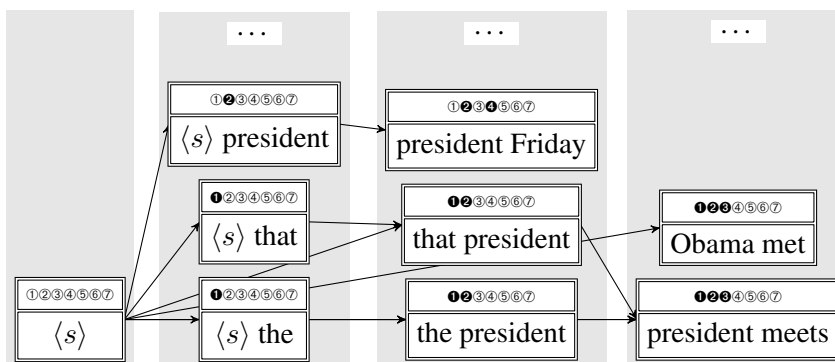 ... ... ...
①❷③④⑤⑥⑦
⟨s⟩ president
①❷③❹⑤⑥⑦
president Friday
❶②③④⑤⑥⑦
⟨s⟩ that
❶❷③④⑤⑥⑦
that president
❶❷❸④⑤⑥⑦
Obama met
①②③④⑤⑥⑦
⟨s⟩
❶②③④⑤⑥⑦
⟨s⟩ the
❶❷③④⑤⑥⑦
the president
❶❷❸④⑤⑥⑦
president meets